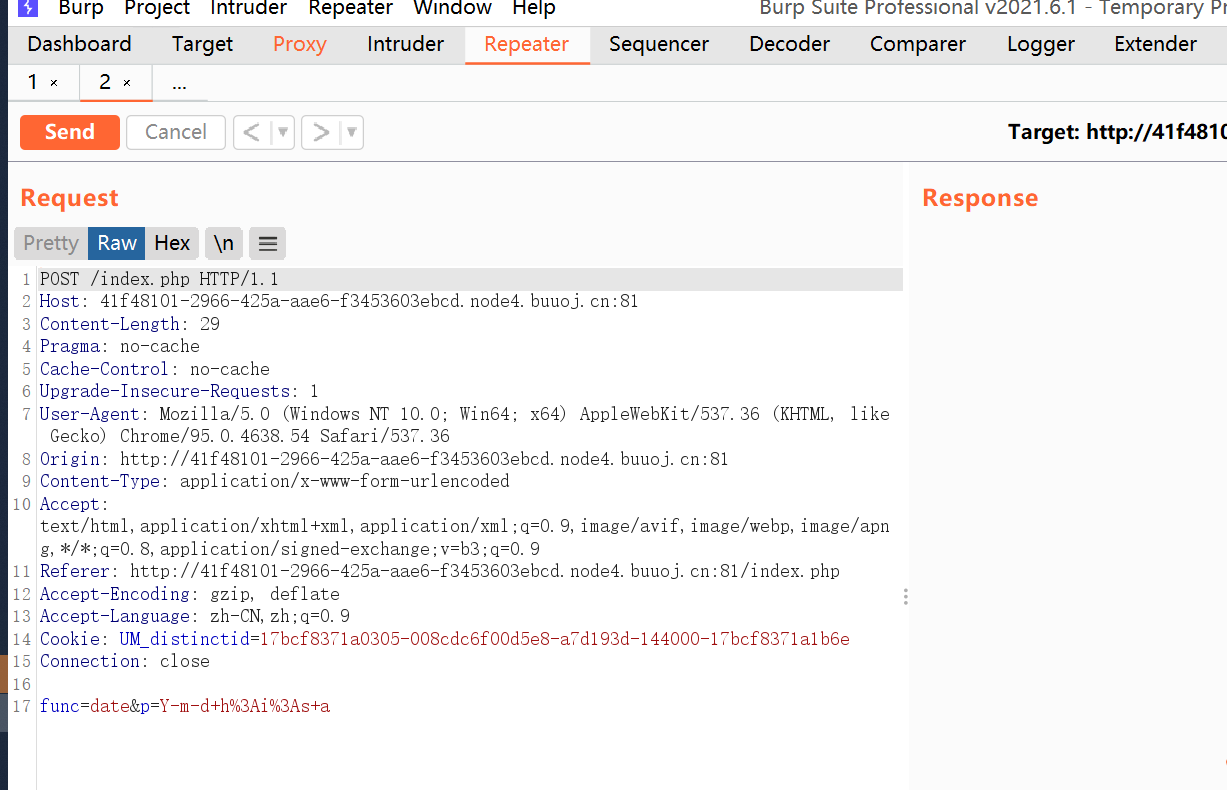 Burp Project Intruder Repeater Window Help Burp Suite Professional v2021.6.1 - Temporary Pr
Dashboard Target Proxy Intruder Repeater Sequencer Decoder Comparer Logger Extender
1 × 2 × ...
Send Cancel < ▼ > ▼ Target: http://41f4810
Request
Response
Pretty Raw Hex \n ☰
1 POST /index.php HTTP/1.1
2 Host: 41f48101-2966-425a-aae6-f3453603ebcd.node4.buuoj.cn:81
3 Content-Length: 29
4 Pragma: no-cache
5 Cache-Control: no-cache
6 Upgrade-Insecure-Requests: 1
7 User-Agent: Mozilla/5.0 (Windows NT 10.0; Win64; x64) AppleWebKit/537.36 (KHTML, like
Gecko) Chrome/95.0.4638.54 Safari/537.36
8 Origin: http://41f48101-2966-425a-aae6-f3453603ebcd.node4.buuoj.cn:81
9 Content-Type: application/x-www-form-urlencoded
10 Accept:
text/html,application/xhtml+xml,application/xml;q=0.9,image/avif,image/webp,image/apn
g,*/*;q=0.8,application/signed-exchange;v=b3;q=0.9
11 Referer: http://41f48101-2966-425a-aae6-f3453603ebcd.node4.buuoj.cn:81/index.php
12 Accept-Encoding: gzip, deflate
13 Accept-Language: zh-CN,zh;q=0.9
14 Cookie: UM_distinctid=17bcf8371a0305-008cdc6f00d5e8-a7d193d-144000-17bcf8371a1b6e
15 Connection: close
16
17 func=date&p=Y-m-d+h%3Ai%3As+a